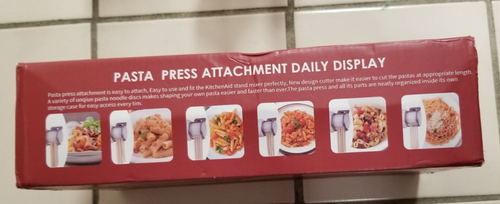 PASTA PRESS ATTACHMENT DAILY DISPLAY
Pasta press attachment is easy to attach, Easy to use and fit the KitchenAid stand mixer perfectly, New design cutter make it easier to cut the pastas at appropriate length.
A variety of unique pasta noodle discs makes shaping your own pasta easier and faster than ever.The pasta press and all its parts are neatly organized inside its own
storage case for easy access every tim.